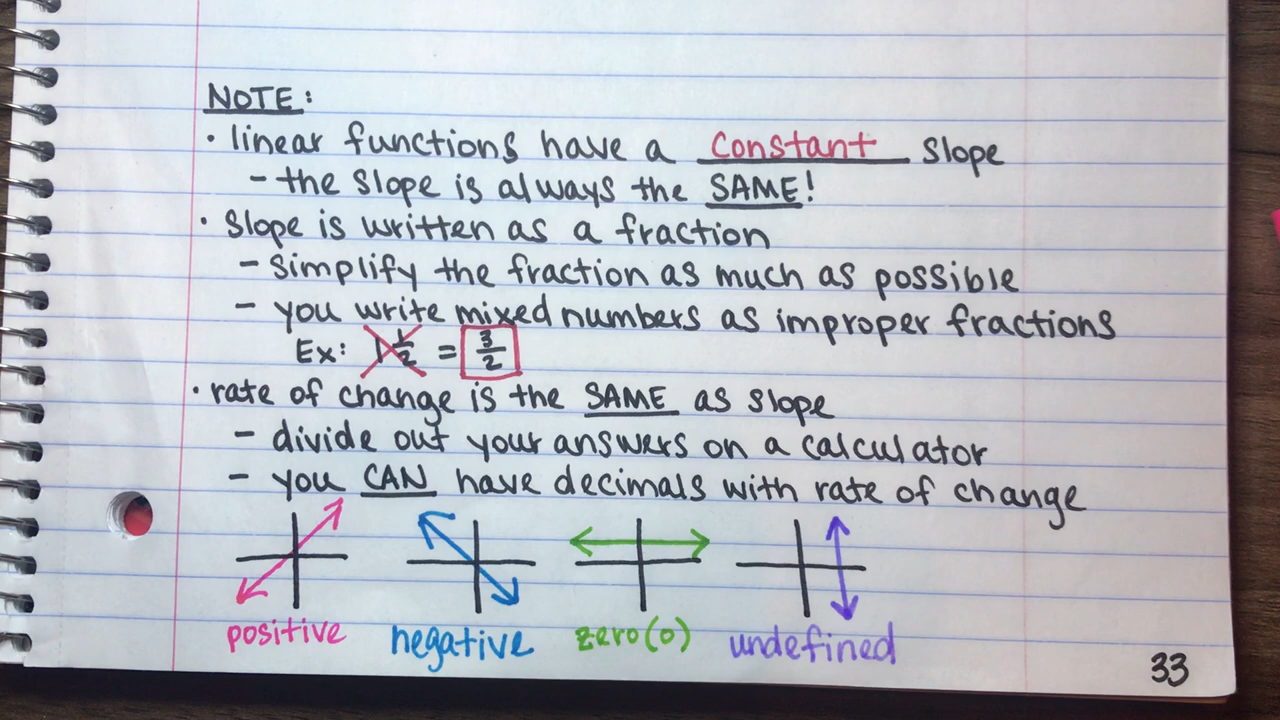 NOTE:
• linear functions have a constant slope
- the slope is always the SAME!
• slope is written as a fraction
- simplify the fraction as much as possible
- you write mixed numbers as improper fractions
Ex: 1 1/2 = 3/2
• rate of change is the SAME as slope
- divide out your answers on a calculator
- you CAN have decimals with rate of change
positive negative zero(0) undefined
33